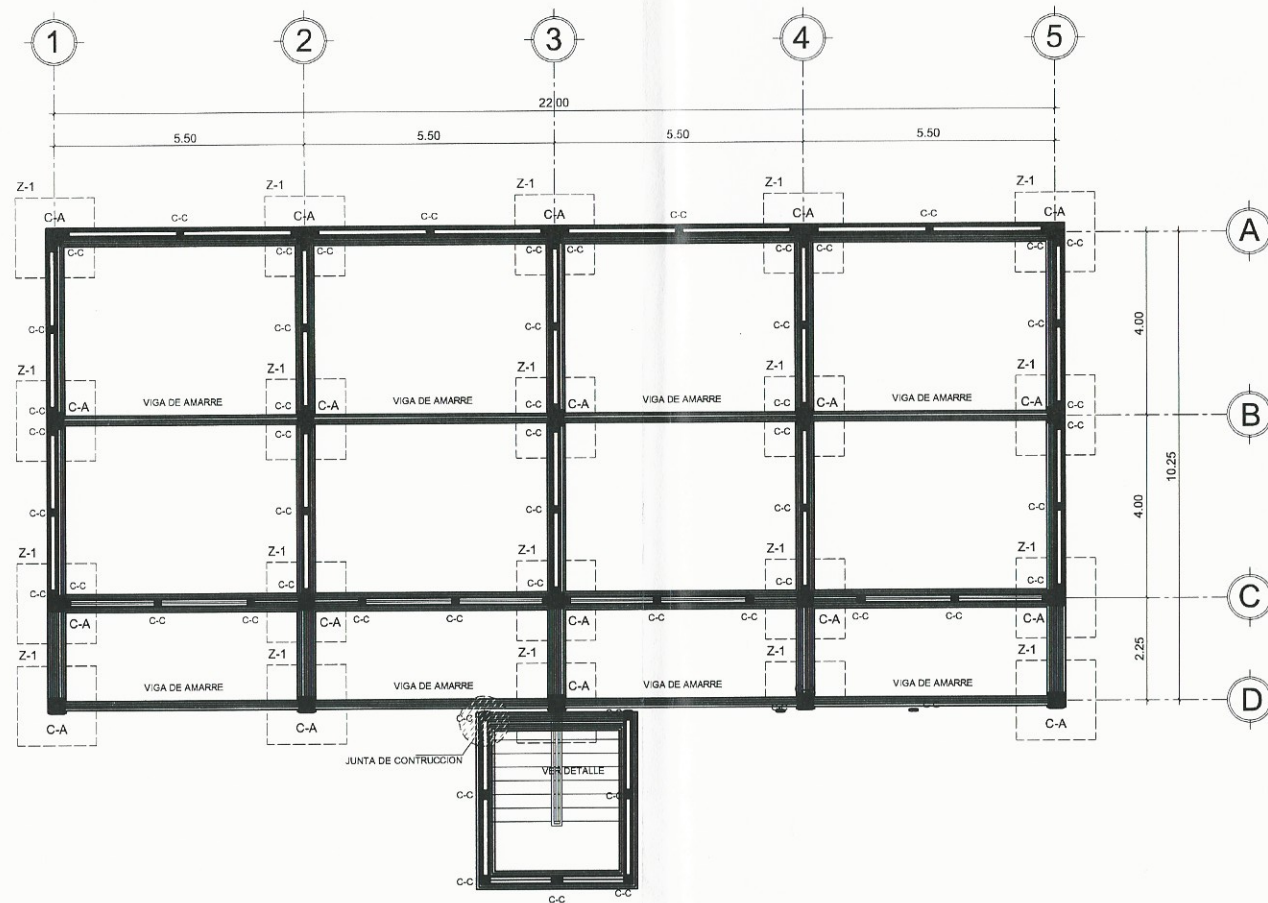 1 2 3 4 5
22.00
5.50 5.50 5.50 5.50
Z-1 Z-1 Z-1 Z-1 Z-1
C-A C-C C-A C-C C-A C-C C-A C-C C-A
A
C-C C-C C-C C-C C-C C-C C-C C-C C-C
4.00
C-C C-C C-C C-C C-C
Z-1 Z-1 Z-1 Z-1 Z-1
C-C C-A VIGA DE AMARRE C-C C-A VIGA DE AMARRE C-C C-A VIGA DE AMARRE C-C C-A VIGA DE AMARRE C-A C-C
B
C-C C-C C-C C-C C-C C-C C-C C-C
10.25
4.00
C-C C-C C-C C-C C-C
Z-1 Z-1 Z-1 Z-1 Z-1
C-C
C-C
C
C-A C-C C-C C-A C-C C-C C-A C-C C-C C-A C-C C-C C-A
2.25
Z-1 Z-1 Z-1 Z-1 Z-1
VIGA DE AMARRE VIGA DE AMARRE C-A VIGA DE AMARRE VIGA DE AMARRE
D
C-A C-A C-C C-A
JUNTA DE CONTRUCCION
VER DETALLE
C-C C-C
C-C C-C C-C